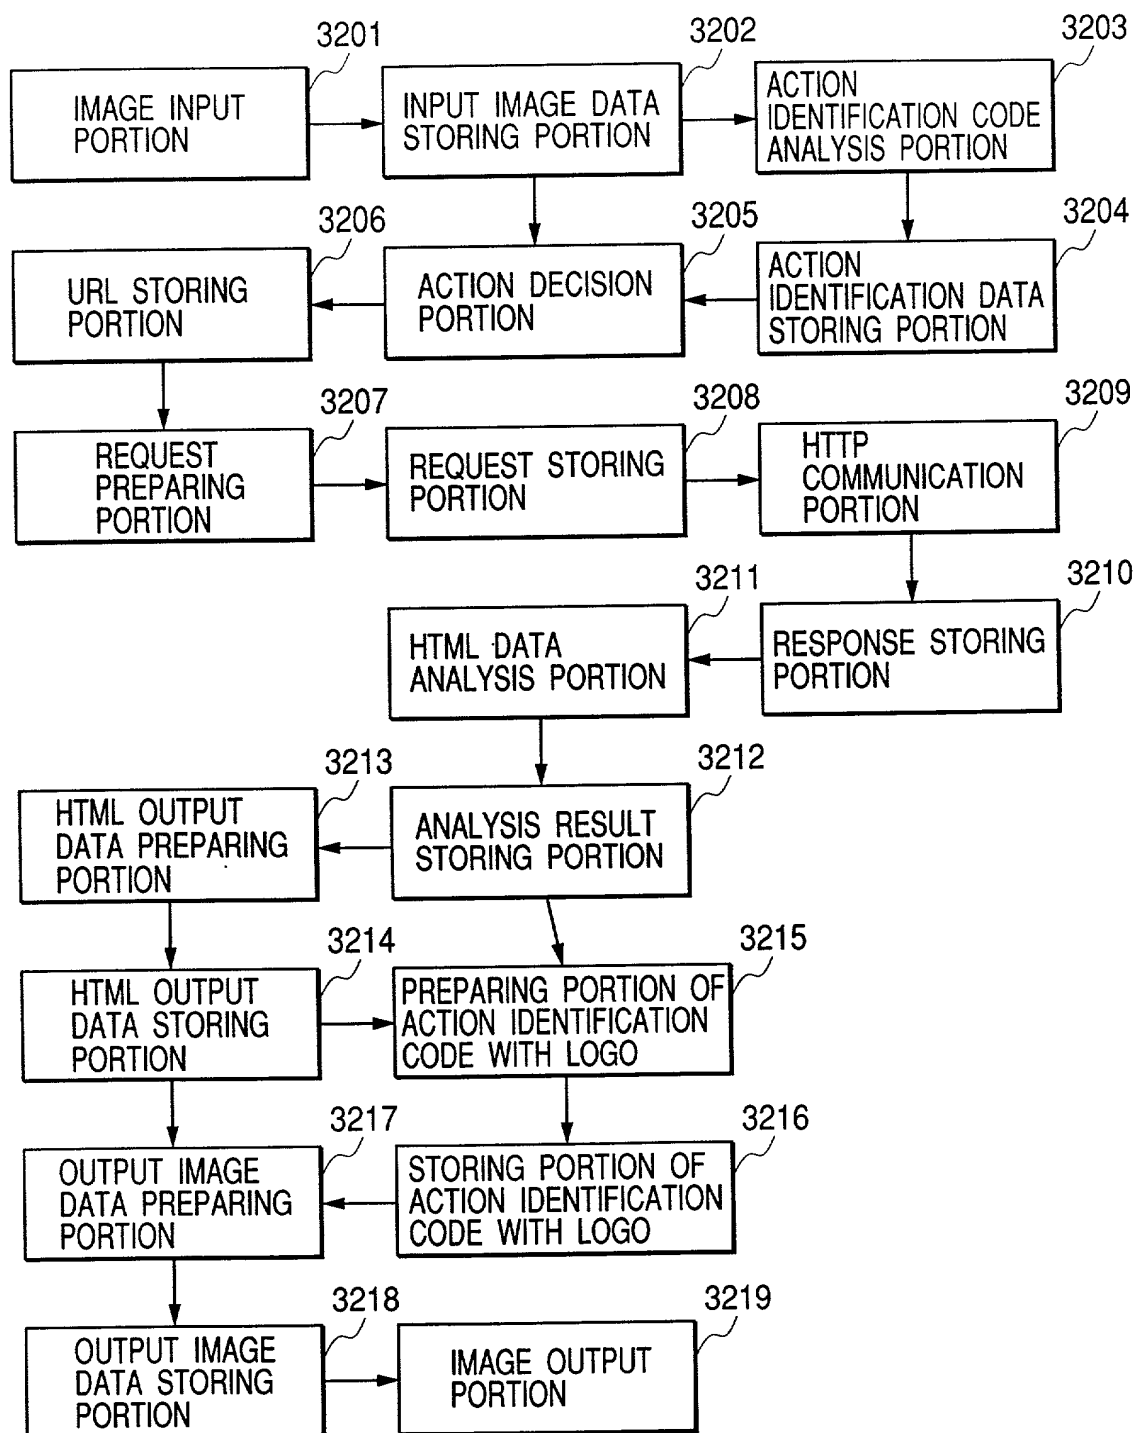 3201
IMAGE INPUT
PORTION
3202
INPUT IMAGE DATA
STORING PORTION
3203
ACTION
IDENTIFICATION CODE
ANALYSIS PORTION
3206
URL STORING
PORTION
3205
ACTION DECISION
PORTION
3204
ACTION
IDENTIFICATION DATA
STORING PORTION
3207
REQUEST
PREPARING
PORTION
3208
REQUEST STORING
PORTION
3209
HTTP
COMMUNICATION
PORTION
3211
HTML DATA
ANALYSIS PORTION
3210
RESPONSE STORING
PORTION
3213
HTML OUTPUT
DATA PREPARING
PORTION
3212
ANALYSIS RESULT
STORING PORTION
3214
HTML OUTPUT
DATA STORING
PORTION
3215
PREPARING PORTION OF
ACTION IDENTIFICATION
CODE WITH LOGO
3217
OUTPUT IMAGE
DATA PREPARING
PORTION
3216
STORING PORTION OF
ACTION IDENTIFICATION
CODE WITH LOGO
3218
OUTPUT IMAGE
DATA STORING
PORTION
3219
IMAGE OUTPUT
PORTION